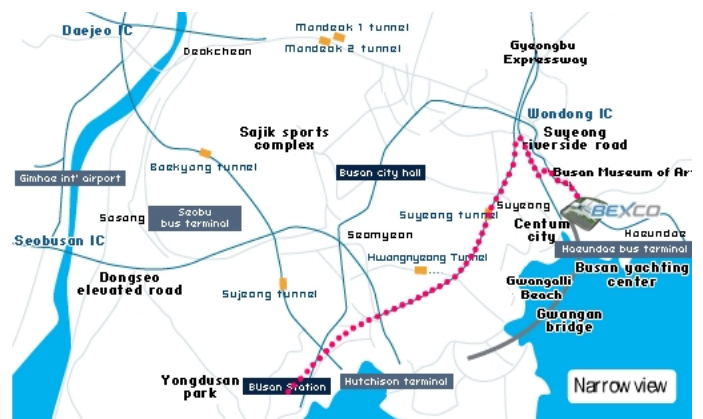 Daejeo IC
Deokcheon
Mandeok 1 tunnel
Mandeok 2 tunnel
Gyeongbu
Expressway
Wondong IC
Suyeong
riverside road
Sajik sports
complex
Baekyang tunnel
Busan city hall
Busan Museum of Ar
Gimhae int' airport
Sasang
Seobu
bus terminal
Suyeong tunnel
Suyeong
BEXCO
Centum
city
Haeundae
Seobusan IC
Seomyeon
Haeundae bus terminal
Hwangnyeong Tunnel
Dongseo
elevated road
Busan yachting
center
Sujeong tunnel
Gwangalli
Beach
Gwangan
bridge
Yongdusan
park
Busan Station
Hutchison terminal
Narrow view